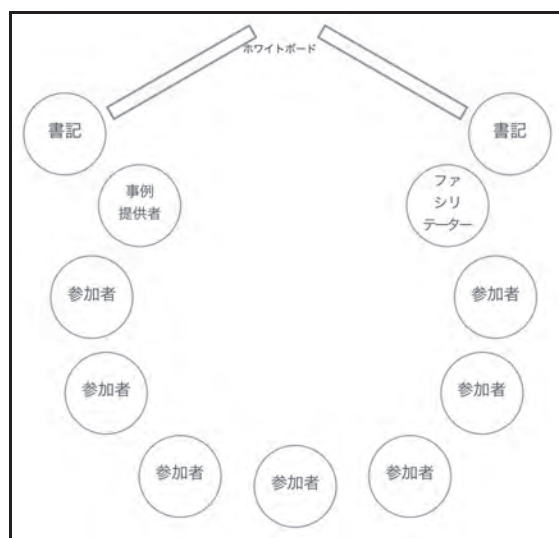 ホワイトボード
書記
書記
事例
提供者
ファ
シリ
テーター
参加者
参加者
参加者
参加者
参加者
参加者
参加者